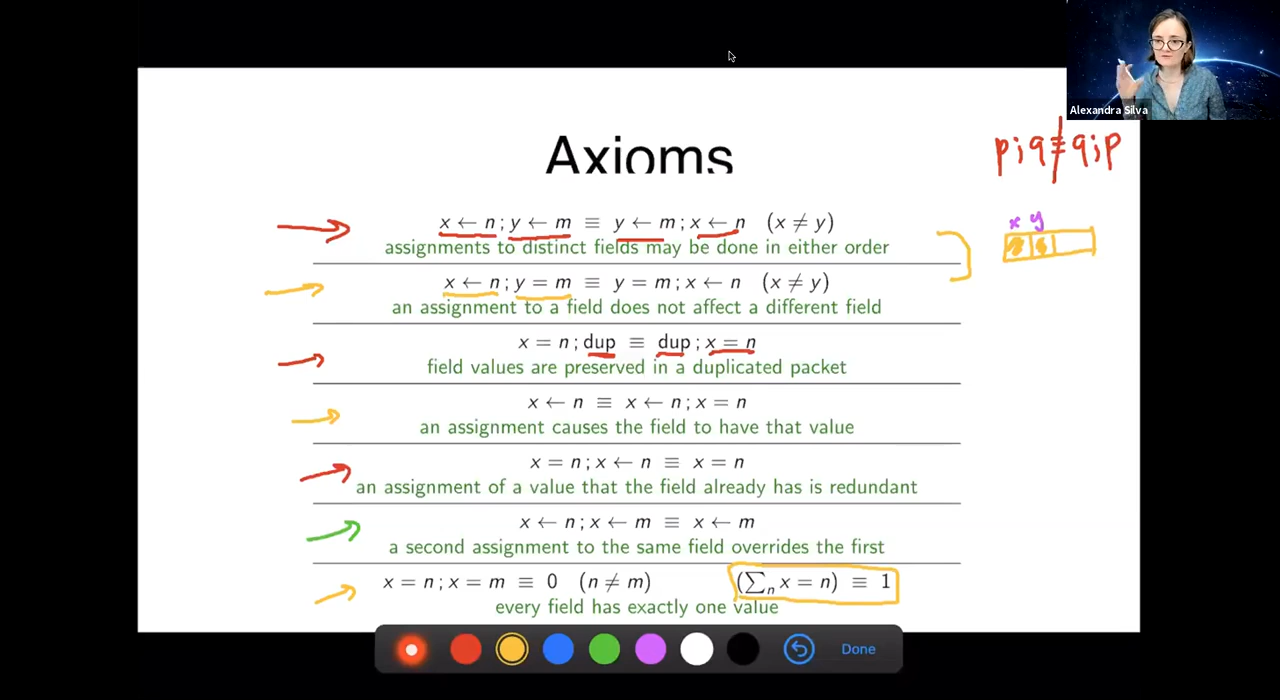 Alexandra Silva
Axioms
p;q≢q;p
x ← n ; y ← m ≡ y ← m ; x ← n (x ≠ y)
x y
assignments to distinct fields may be done in either order
x ← n ; y = m ≡ y = m ; x ← n (x ≠ y)
an assignment to a field does not affect a different field
x = n ; dup ≡ dup ; x = n
field values are preserved in a duplicated packet
x ← n ≡ x ← n ; x = n
an assignment causes the field to have that value
x = n ; x ← n ≡ x = n
an assignment of a value that the field already has is redundant
x ← n ; x ← m ≡ x ← m
a second assignment to the same field overrides the first
x = n ; x = m ≡ 0 (n ≠ m) (∑ₙ x = n) ≡ 1
every field has exactly one value
Done